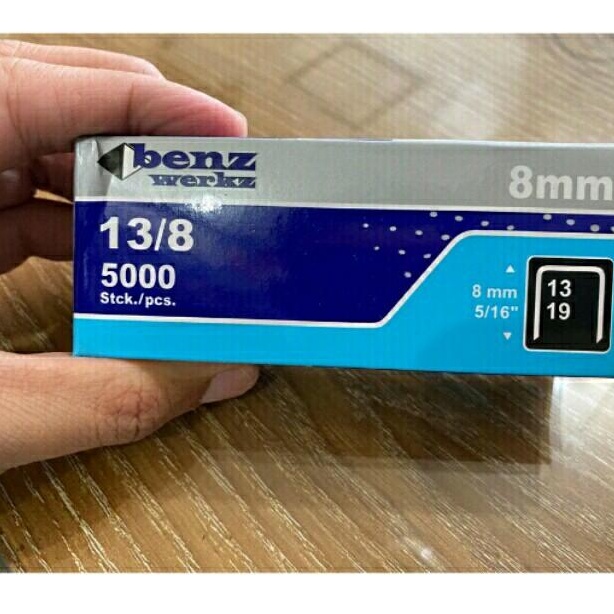 benz
werkz
8mm
13/8
5000
Stck./pcs.
8 mm
5/16"
13
19